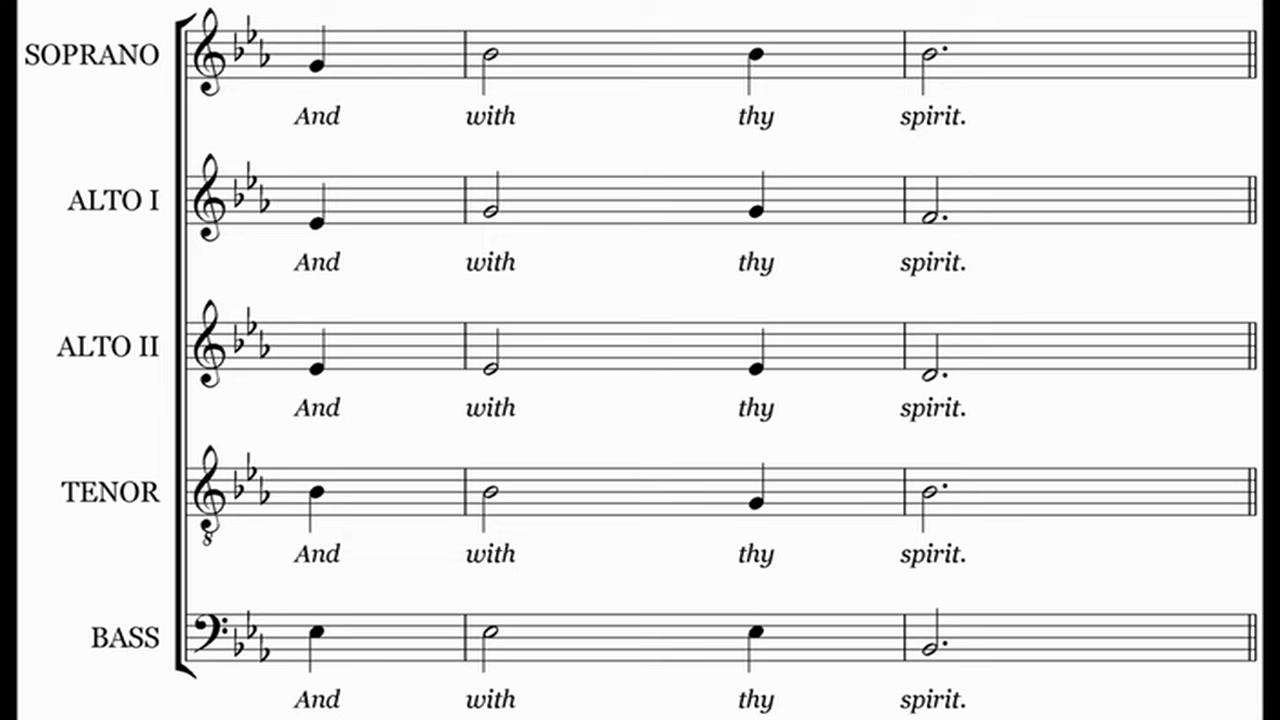 SOPRANO
And with thy spirit.
ALTO I
And with thy spirit.
ALTO II
And with thy spirit.
TENOR
8
And with thy spirit.
BASS
And with thy spirit.